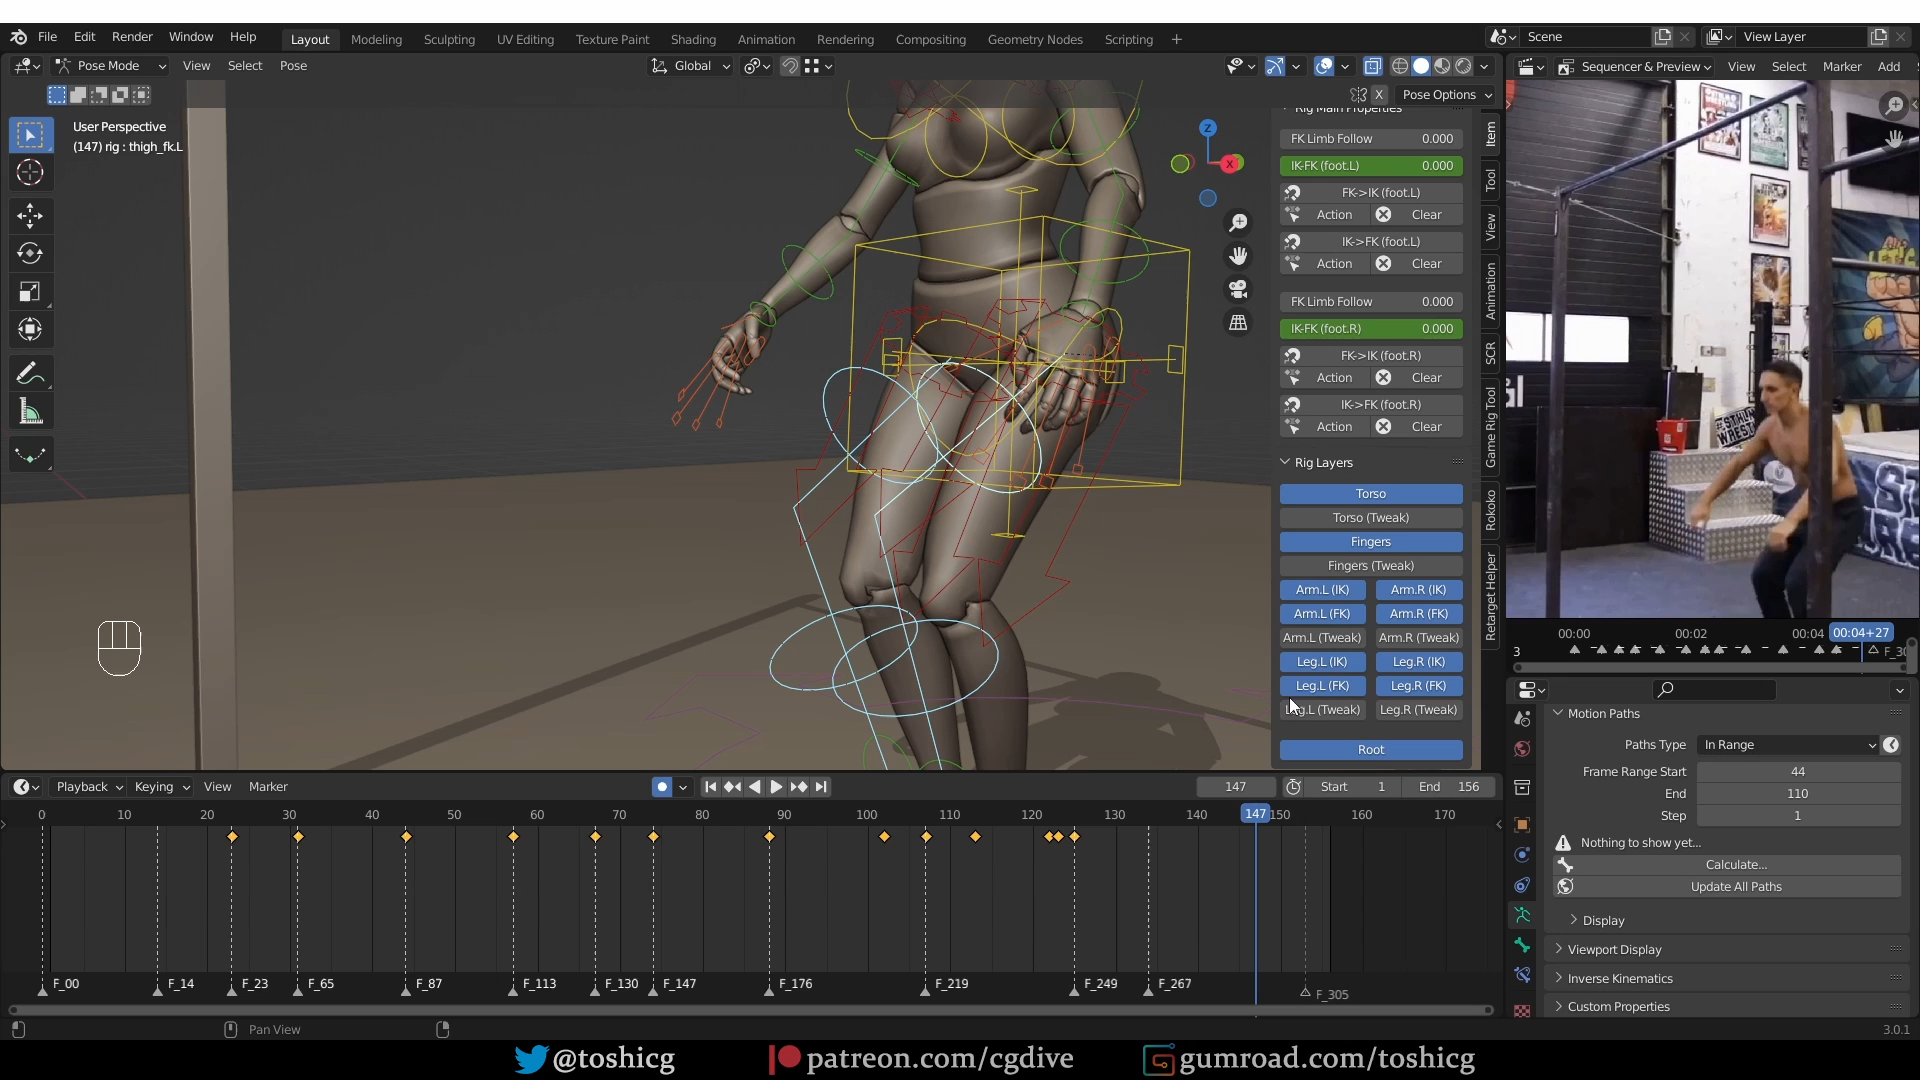 File Edit Render Window Help Layout Modeling Sculpting UV Editing Texture Paint Shading Animation Rendering Compositing Geometry Nodes Scripting + Scene View Layer
Pose Mode View Select Pose Global Sequencer & Preview View Select Marker Add
X Pose Options
User Perspective
(147) rig : thigh_fk.L
Z
X
Rig Main Properties
FK Limb Follow 0.000
IK-FK (foot.L) 0.000
FK->IK (foot.L)
Action Clear
IK->FK (foot.L)
Action Clear
FK Limb Follow 0.000
IK-FK (foot.R) 0.000
FK->IK (foot.R)
Action Clear
IK->FK (foot.R)
Action Clear
Rig Layers
Torso
Torso (Tweak)
Fingers
Fingers (Tweak)
Arm.L (IK) Arm.R (IK)
Arm.L (FK) Arm.R (FK)
Arm.L (Tweak) Arm.R (Tweak)
Leg.L (IK) Leg.R (IK)
Leg.L (FK) Leg.R (FK)
Leg.L (Tweak) Leg.R (Tweak)
Root
Item
Tool
View
Animation
SCR
Game Rig Tool
Rokoko
Retarget Helper
00:00 00:02 00:04 00:04+27
3
Motion Paths
Paths Type In Range
Frame Range Start 44
End 110
Step 1
Nothing to show yet...
Calculate...
Update All Paths
Display
Viewport Display
Inverse Kinematics
Custom Properties
Playback Keying View Marker 147 Start 1 End 156
0 10 20 30 40 50 60 70 80 90 100 110 120 130 140 147 150 160 170
F_00 F_14 F_23 F_65 F_87 F_113 F_130 F_147 F_176 F_219 F_249 F_267 F_305
Pan View 3.0.1
@toshicg patreon.com/cgdive gumroad.com/toshicg